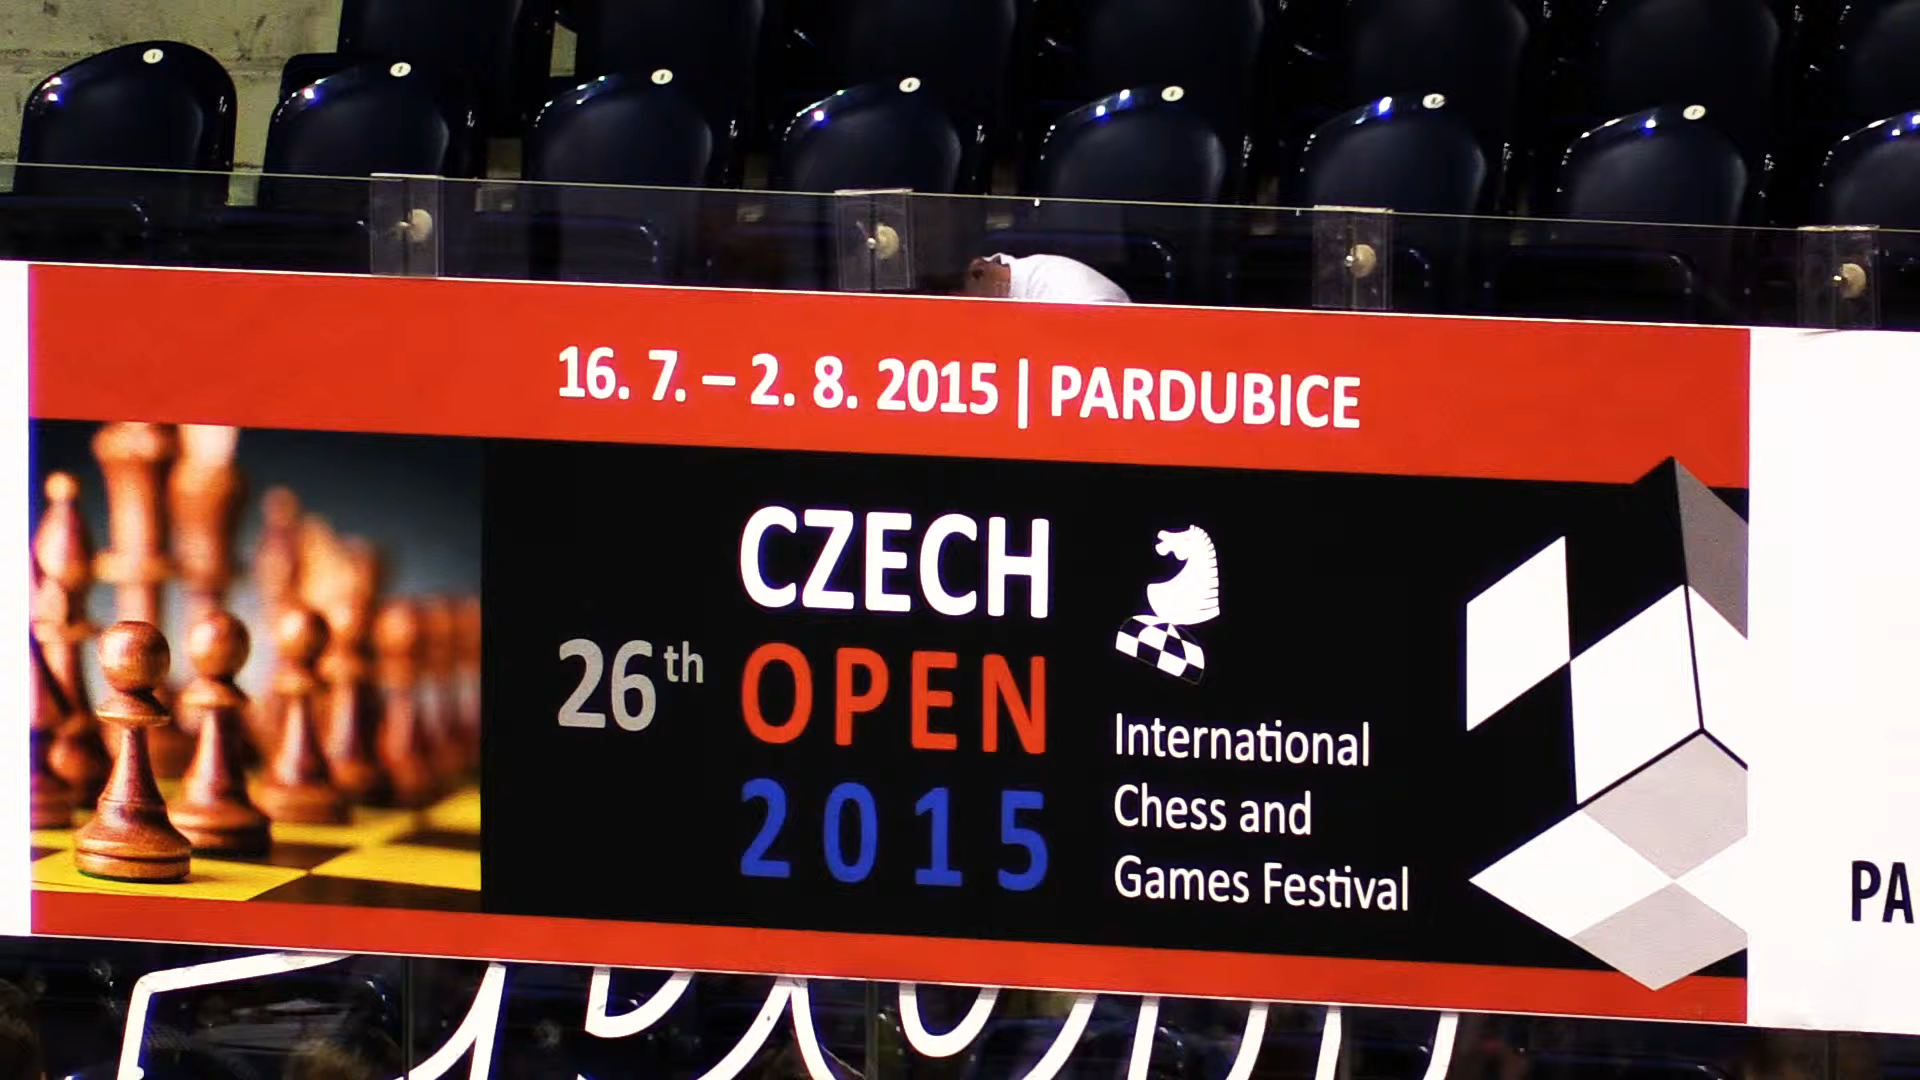 16. 7. – 2. 8. 2015 | PARDUBICE
CZECH
26th OPEN
2015
International
Chess and
Games Festival
PA